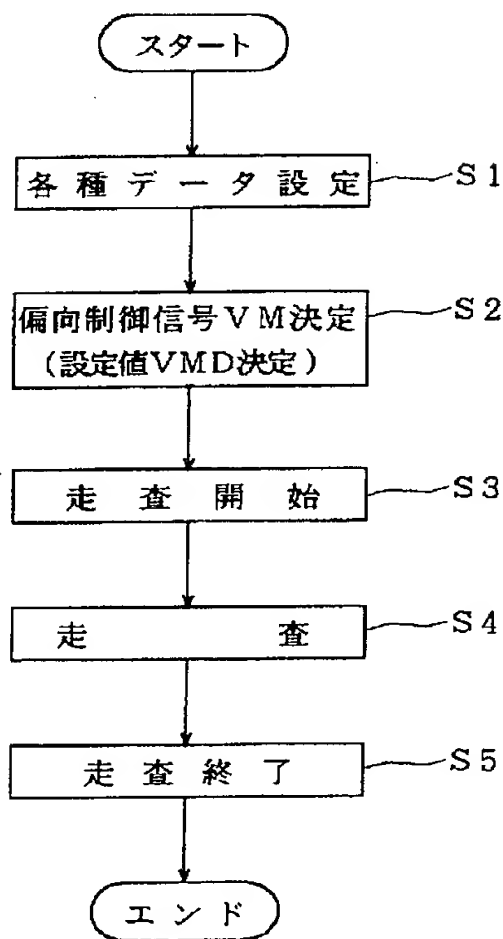 スタート
各種データ設定 S1
偏向制御信号VM決定 S2
(設定値VMD決定)
走査開始 S3
走査 S4
走査終了 S5
エンド